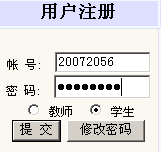 用户注册
帐 号: 20072056
密 码: ●●●●●●●●
教师 学生
提 交 修改密码